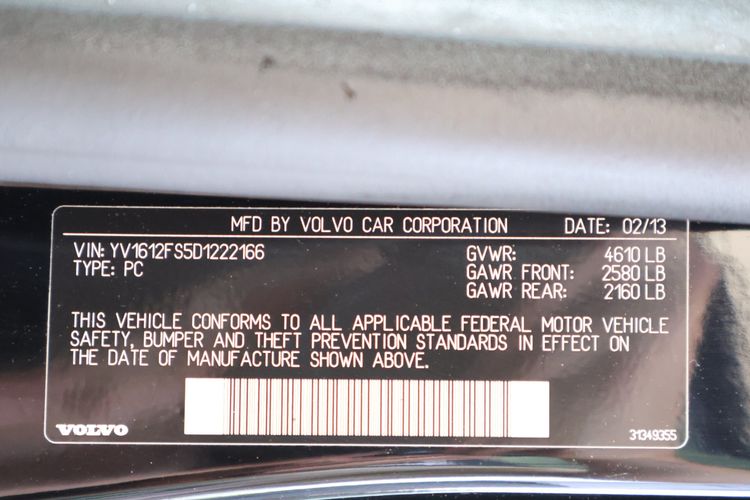 MFD BY VOLVO CAR CORPORATION DATE: 02/13
VIN: YV1612FS5D1222166 GVWR: 4610 LB
TYPE: PC GAWR FRONT: 2580 LB
GAWR REAR: 2160 LB
THIS VEHICLE CONFORMS TO ALL APPLICABLE FEDERAL MOTOR VEHICLE
SAFETY, BUMPER AND THEFT PREVENTION STANDARDS IN EFFECT ON
THE DATE OF MANUFACTURE SHOWN ABOVE.
VOLVO 31349355